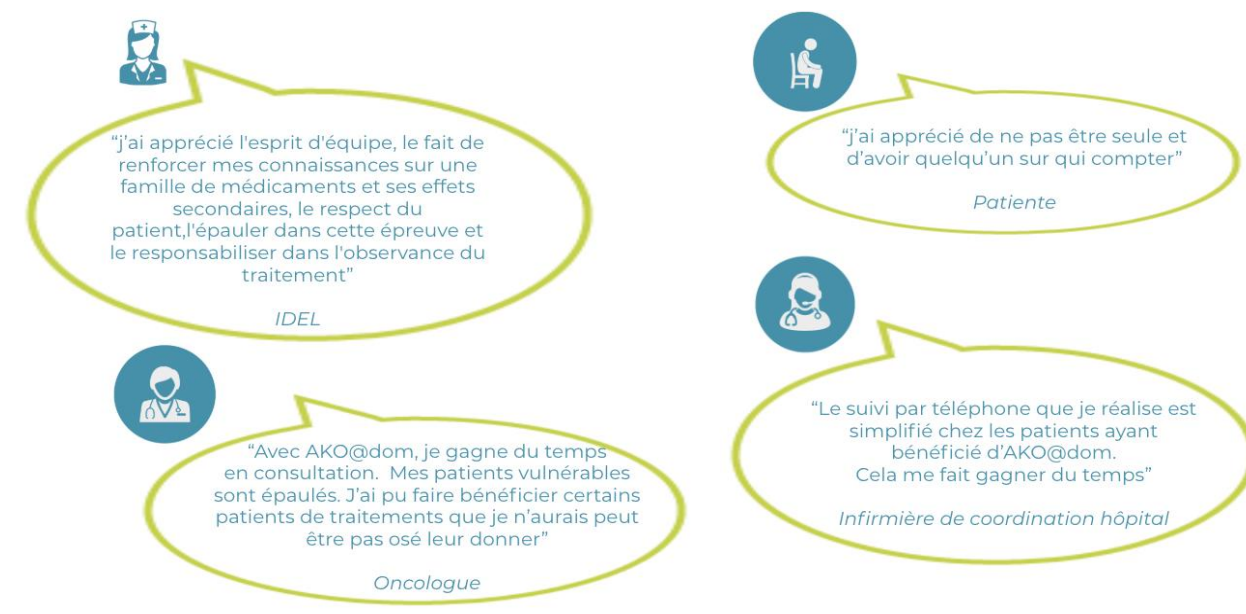 “j’ai apprécié l'esprit d'équipe, le fait de
renforcer mes connaissances sur une
famille de médicaments et ses effets
secondaires, le respect du
patient,l'épauler dans cette épreuve et
le responsabiliser dans l'observance du
traitement”
IDEL
“j’ai apprécié de ne pas être seule et
d’avoir quelqu’un sur qui compter”
Patiente
“Avec AKO@dom, je gagne du temps
en consultation. Mes patients vulnérables
sont épaulés. J’ai pu faire bénéficier certains
patients de traitements que je n’aurais peut
être pas osé leur donner”
Oncologue
“Le suivi par téléphone que je réalise est
simplifié chez les patients ayant
bénéficié d’AKO@dom.
Cela me fait gagner du temps”
Infirmière de coordination hôpital